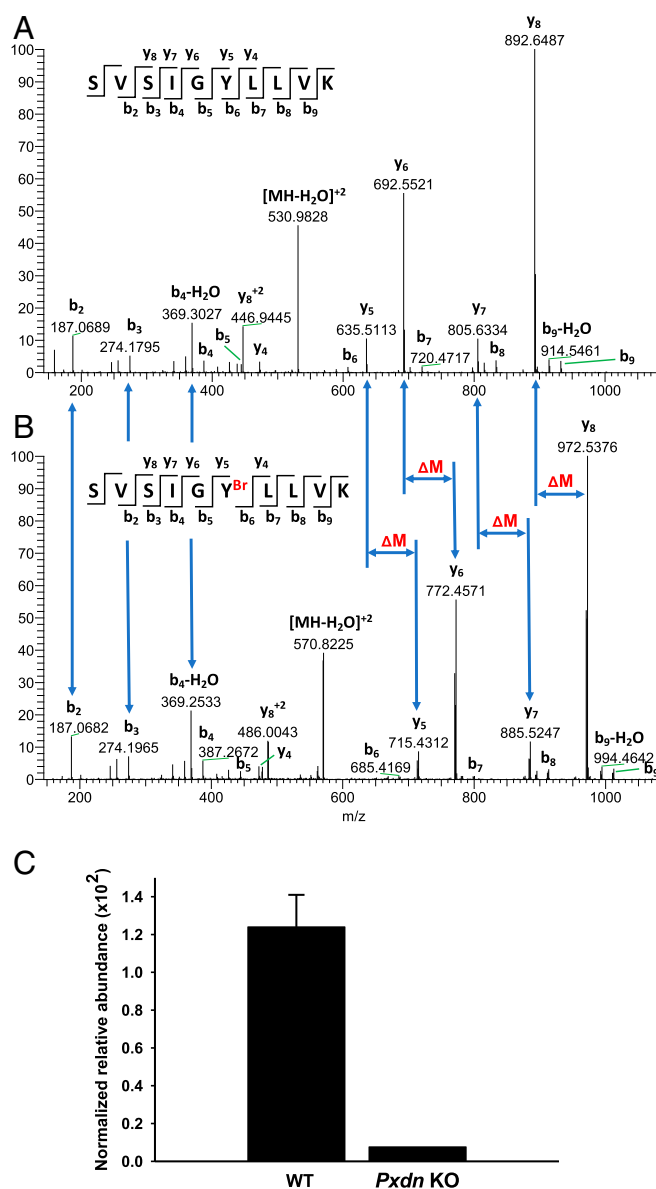 A
y8
892.6487
y8 y7 y6 y5 y4
S V S I G Y L L V K
b2 b3 b4 b5 b6 b7 b8 b9
[MH-H2O]+2
530.9828
y6
692.5521
b4-H2O
369.3027
y8+2
446.9445
b2
187.0689
b3
274.1795
b4
b5
y4
y5
635.5113
b6
b7
720.4717
y7
805.6334
b8
b9-H2O
914.5461
b9
100
90
80
70
60
50
40
30
20
10
0
200 400 600 800 1000
B
y8
972.5376
y8 y7 y6 y5 y4
S V S I G YBr L L V K
b2 b3 b4 b5 b6 b7 b8 b9
ΔM
ΔM
ΔM
ΔM
y6
772.4571
[MH-H2O]+2
570.8225
b4-H2O
369.2533
y8+2
486.0043
b2
187.0682
b3
274.1965
b4
387.2672
b5
y4
b6
685.4169
y5
715.4312
b7
y7
885.5247
b8
b9-H2O
994.4642
b9
100
90
80
70
60
50
40
30
20
10
0
200 400 600 800 1000
m/z
C
Normalized relative abundance (x10^2)
1.4
1.2
1.0
0.8
0.6
0.4
0.2
0.0
WT Pxdn KO